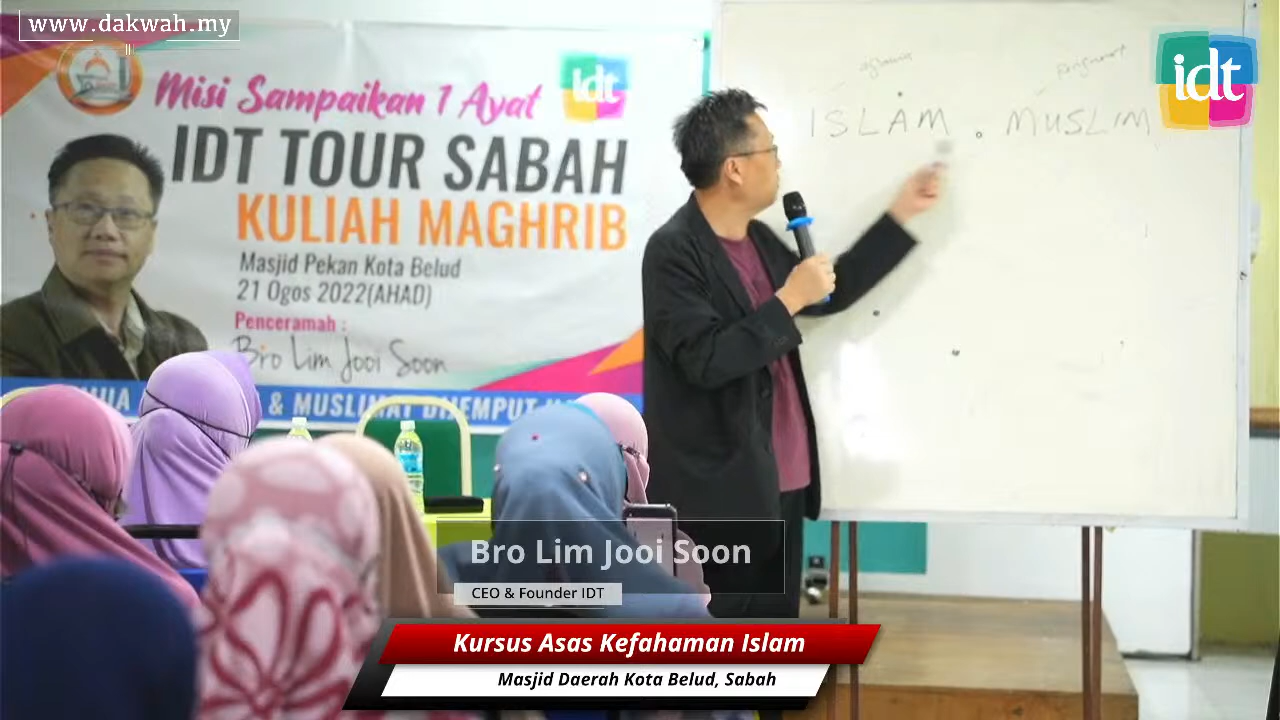 www.dakwah.my
Misi Sampaikan 1 Ayat
idt
IDT TOUR SABAH
KULIAH MAGHRIB
Masjid Pekan Kota Belud
21 Ogos 2022(AHAD)
Penceramah :
Bro Lim Jooi Soon
& MUSLIMAT DIJEMPUT
agama
ISLAM . MUSLIM
idt
Bro Lim Jooi Soon
CEO & Founder IDT
Kursus Asas Kefahaman Islam
Masjid Daerah Kota Belud, Sabah